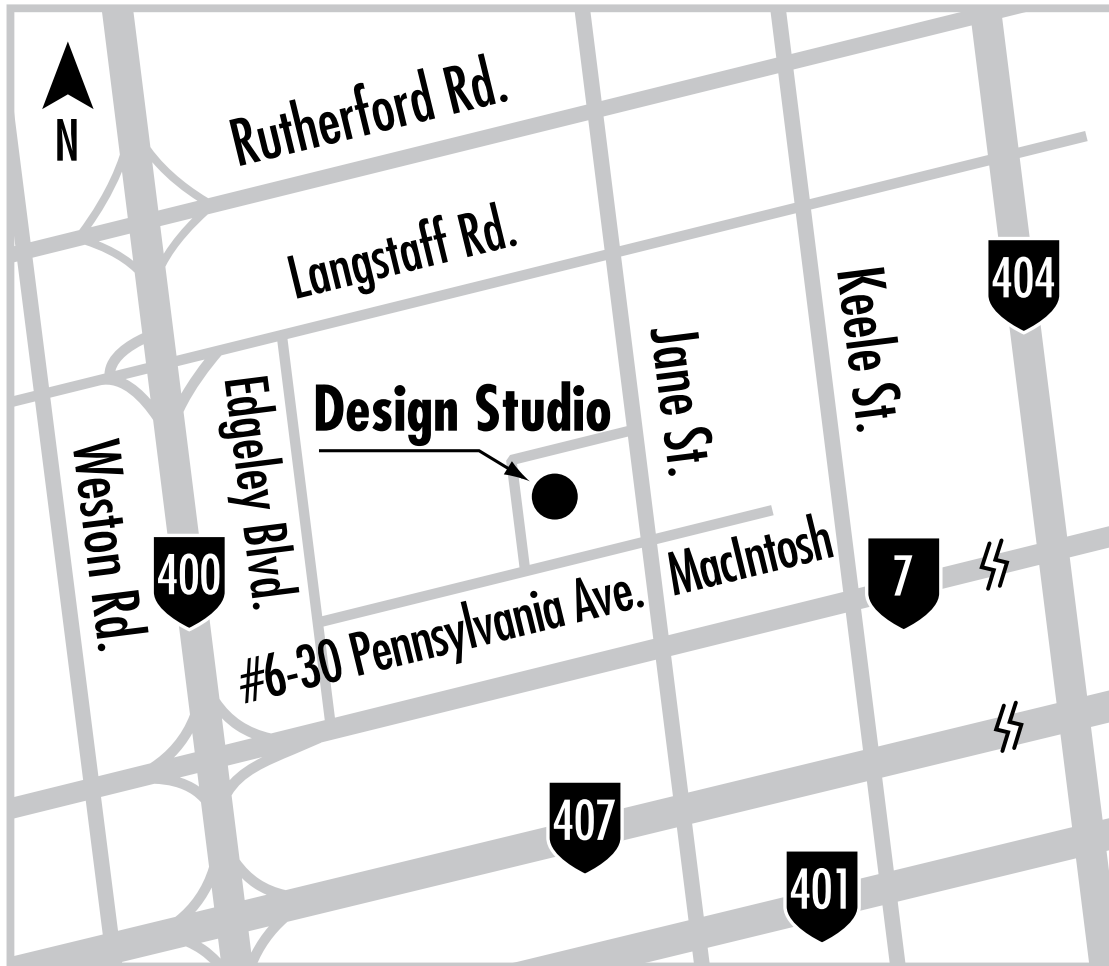 N
Rutherford Rd.
Langstaff Rd.
404
Keele St.
Jane St.
Edgeley Blvd.
Design Studio
Weston Rd.
400
7
MacIntosh
#6-30 Pennsylvania Ave.
407
401